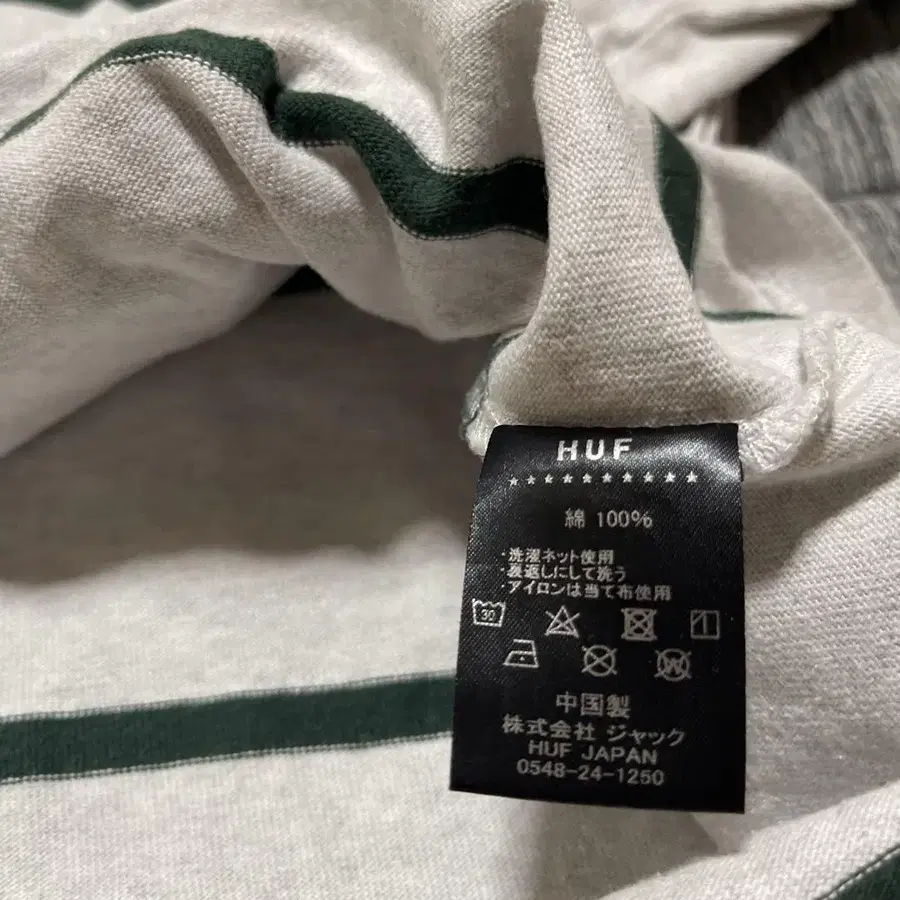 HUF
綿 100%
・洗濯ネット使用
・裏返しにして洗う
・アイロンは当て布使用
30
W
中国製
株式会社 ジャック
HUF JAPAN
0548-24-1250